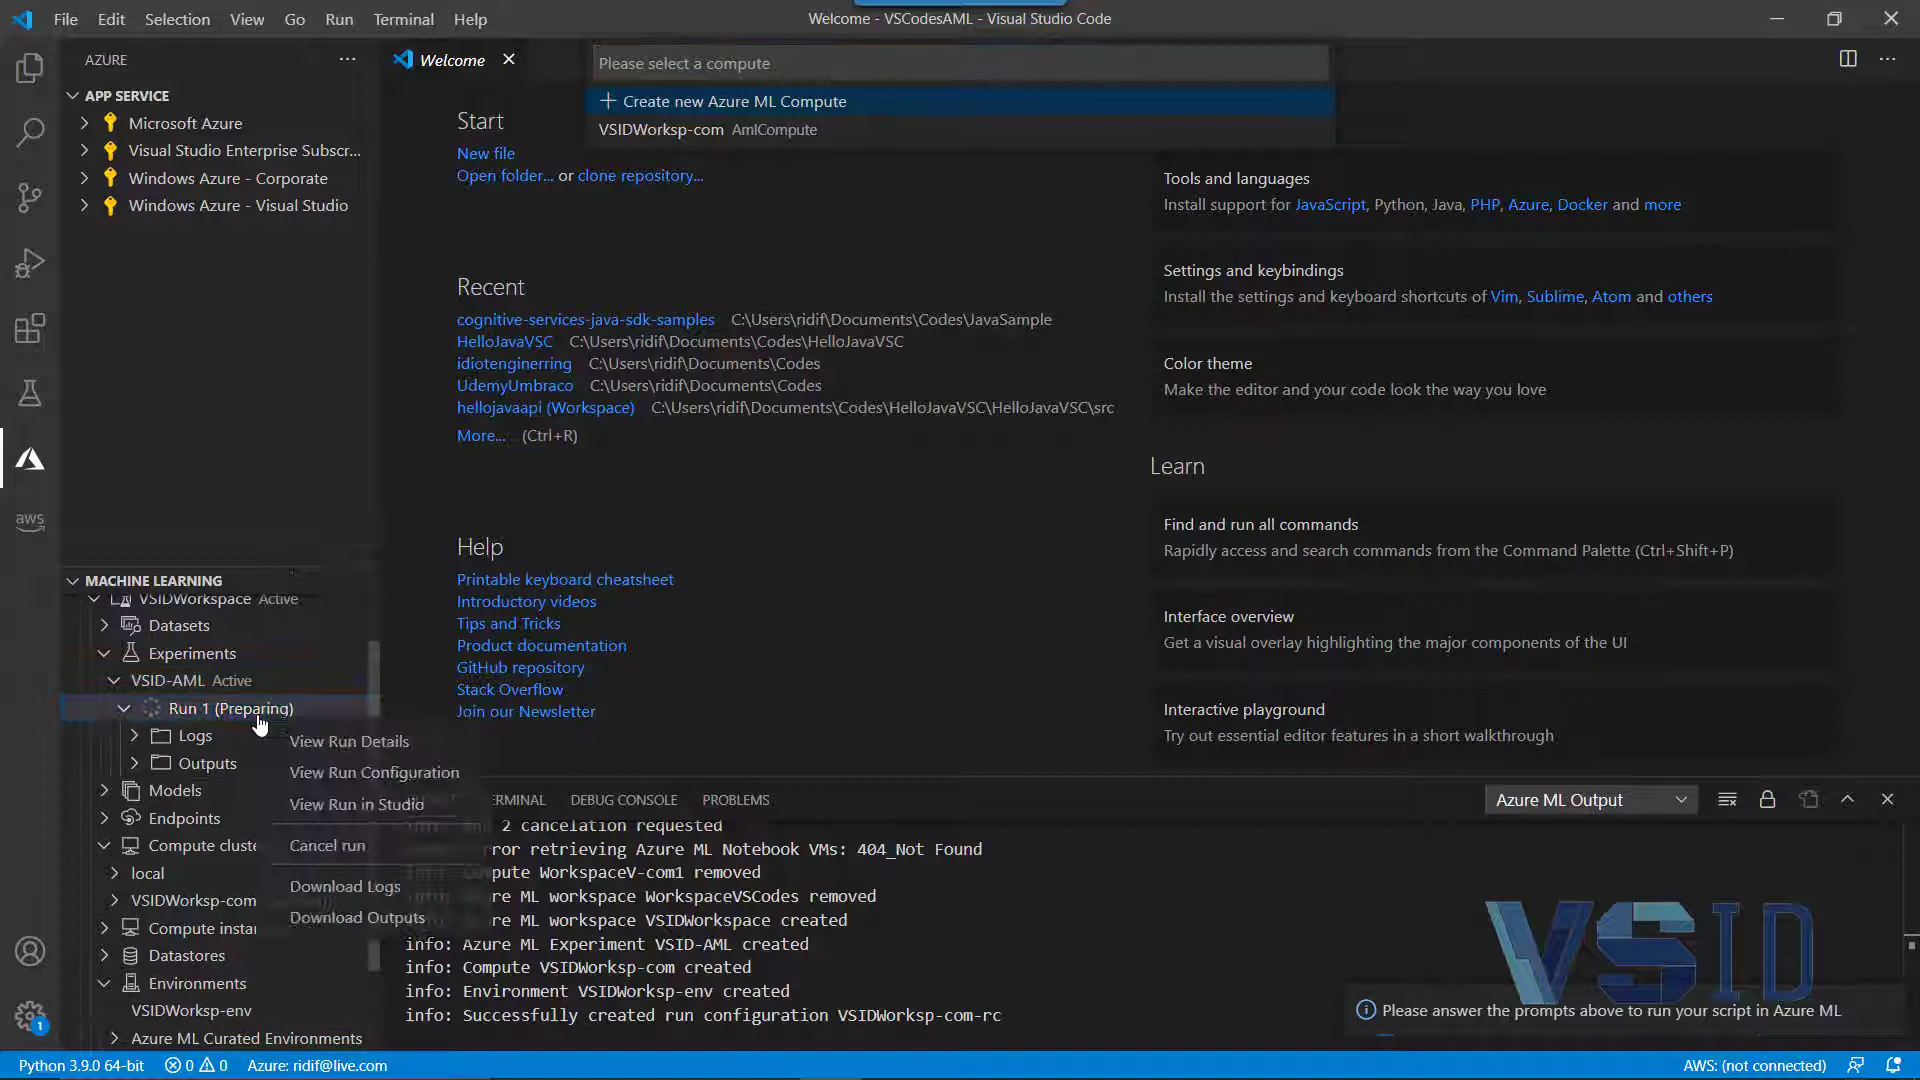 File Edit Selection View Go Run Terminal Help
Welcome - VSCodesAML - Visual Studio Code
AZURE
Welcome
Please select a compute
Create new Azure ML Compute
VSIDWorksp-com AmlCompute
APP SERVICE
Microsoft Azure
Visual Studio Enterprise Subscr...
Windows Azure - Corporate
Windows Azure - Visual Studio
aws
MACHINE LEARNING
VSIDWorkspace Active
Datasets
Experiments
VSID-AML Active
Run 1 (Preparing)
Logs
Outputs
Models
Endpoints
Compute cluste
local
VSIDWorksp-com
Compute instan
Datastores
Environments
VSIDWorksp-env
Azure ML Curated Environments
View Run Details
View Run Configuration
View Run in Studio
Cancel run
Download Logs
Download Outputs
Start
New file
Open folder... or clone repository...
Recent
cognitive-services-java-sdk-samples C:\Users\ridif\Documents\Codes\JavaSample
HelloJavaVSC C:\Users\ridif\Documents\Codes\HelloJavaVSC
idiotenginerring C:\Users\ridif\Documents\Codes
UdemyUmbraco C:\Users\ridif\Documents\Codes
hellojavaapi (Workspace) C:\Users\ridif\Documents\Codes\HelloJavaVSC\HelloJavaVSC\src
More... (Ctrl+R)
Help
Printable keyboard cheatsheet
Introductory videos
Tips and Tricks
Product documentation
GitHub repository
Stack Overflow
Join our Newsletter
Tools and languages
Install support for JavaScript, Python, Java, PHP, Azure, Docker and more
Settings and keybindings
Install the settings and keyboard shortcuts of Vim, Sublime, Atom and others
Color theme
Make the editor and your code look the way you love
Learn
Find and run all commands
Rapidly access and search commands from the Command Palette (Ctrl+Shift+P)
Interface overview
Get a visual overlay highlighting the major components of the UI
Interactive playground
Try out essential editor features in a short walkthrough
ERMINAL DEBUG CONSOLE PROBLEMS
Azure ML Output
2 cancelation requested
rror retrieving Azure ML Notebook VMs: 404_Not Found
pute WorkspaceV-com1 removed
re ML workspace WorkspaceVSCodes removed
re ML workspace VSIDWorkspace created
info: Azure ML Experiment VSID-AML created
info: Compute VSIDWorksp-com created
info: Environment VSIDWorksp-env created
info: Successfully created run configuration VSIDWorksp-com-rc
VSID
Please answer the prompts above to run your script in Azure ML
1
Python 3.9.0 64-bit 0 0 Azure: ridif@live.com
AWS: (not connected)